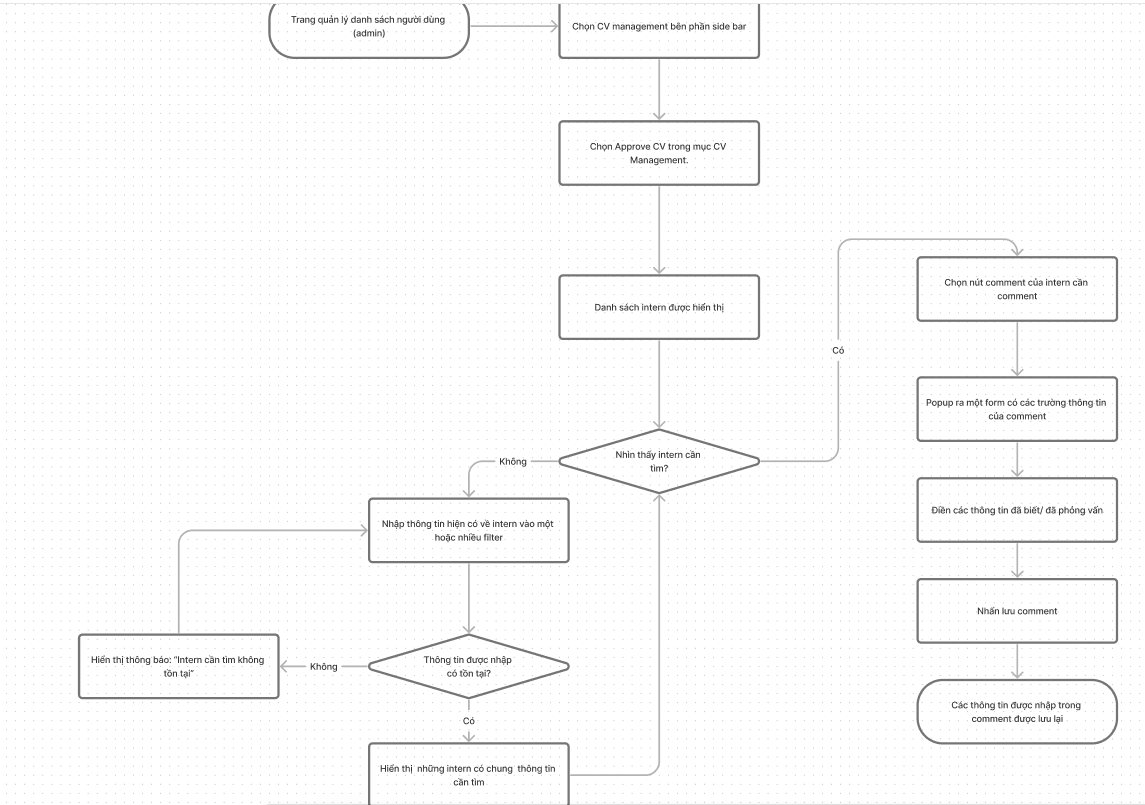 Trang quản lý danh sách người dùng
(admin)
Chọn CV management bên phần side bar
Chọn Approve CV trong mục CV
Management.
Danh sách intern được hiển thị
Nhìn thấy intern cần
tìm?
Không
Nhập thông tin hiện có về intern vào một
hoặc nhiều filter
Thông tin được nhập
có tồn tại?
Không
Hiển thị thông báo: "Intern cần tìm không
tồn tại"
Có
Hiển thị những intern có chung thông tin
cần tìm
Có
Chọn nút comment của intern cần
comment
Popup ra một form có các trường thông tin
của comment
Điền các thông tin đã biết/ đã phỏng vấn
Nhấn lưu comment
Các thông tin được nhập trong
comment được lưu lại